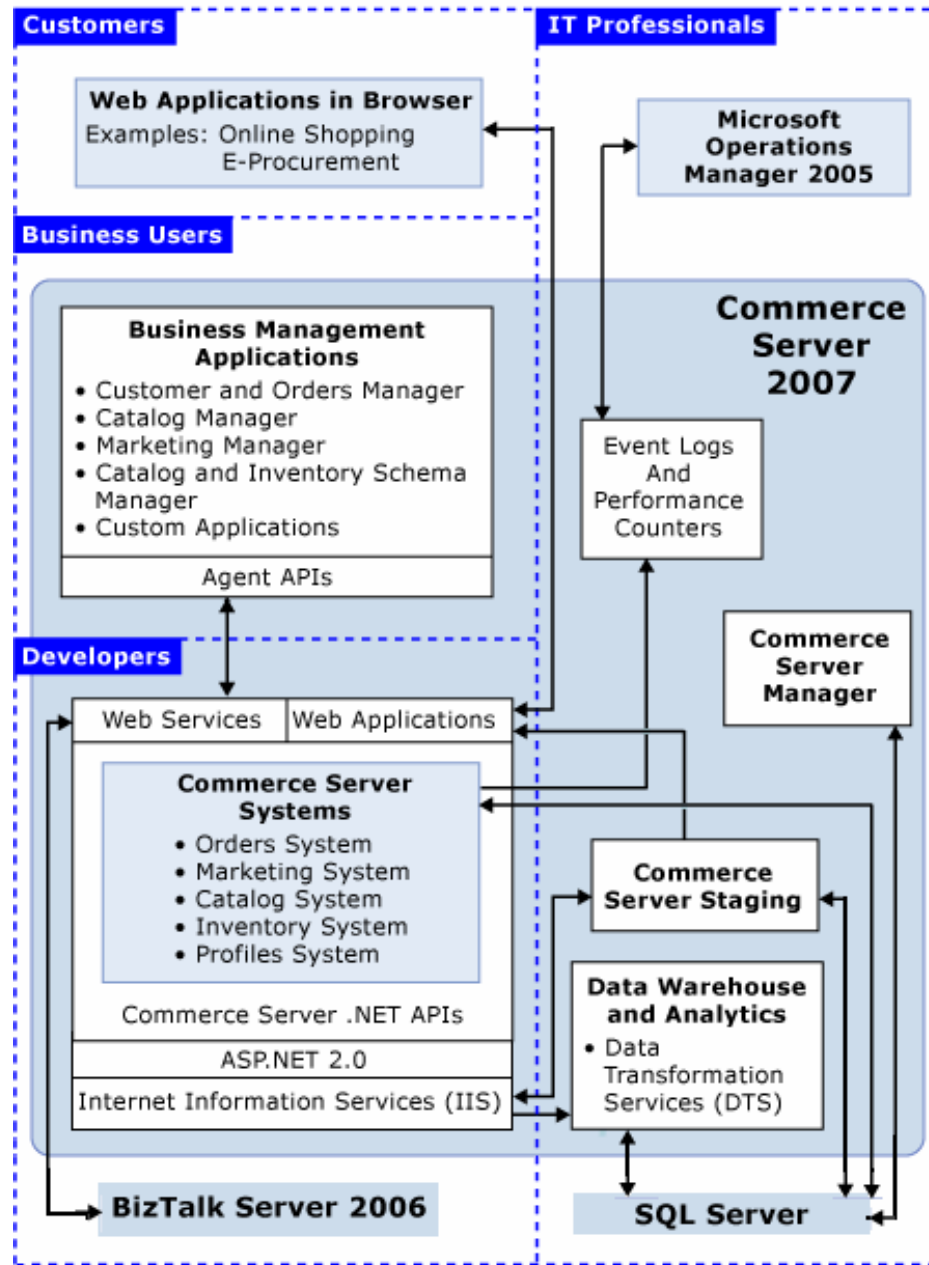 Customers
IT Professionals
Web Applications in Browser
Examples: Online Shopping
E-Procurement
Microsoft
Operations
Manager 2005
Business Users
Commerce
Server
2007
Business Management
Applications
• Customer and Orders Manager
• Catalog Manager
• Marketing Manager
• Catalog and Inventory Schema
Manager
• Custom Applications
Agent APIs
Event Logs
And
Performance
Counters
Developers
Commerce
Server
Manager
Web Services
Web Applications
Commerce Server
Systems
• Orders System
• Marketing System
• Catalog System
• Inventory System
• Profiles System
Commerce Server .NET APIs
ASP.NET 2.0
Internet Information Services (IIS)
Commerce
Server Staging
Data Warehouse
and Analytics
• Data
Transformation
Services (DTS)
BizTalk Server 2006
SQL Server